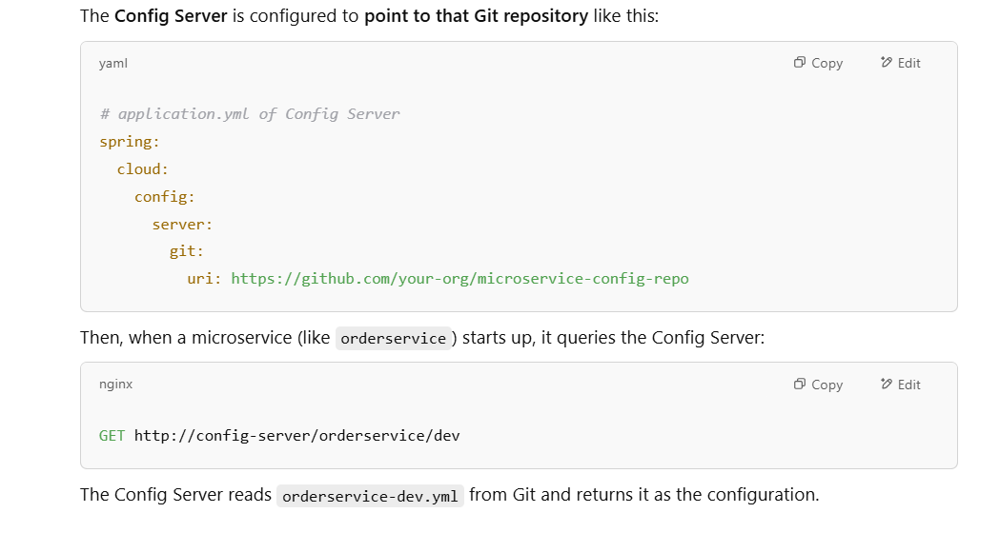 The Config Server is configured to point to that Git repository like this:
yaml
Copy
Edit
# application.yml of Config Server
spring:
  cloud:
    config:
      server:
        git:
          uri: https://github.com/your-org/microservice-config-repo
Then, when a microservice (like orderservice) starts up, it queries the Config Server:
nginx
Copy
Edit
GET http://config-server/orderservice/dev
The Config Server reads orderservice-dev.yml from Git and returns it as the configuration.